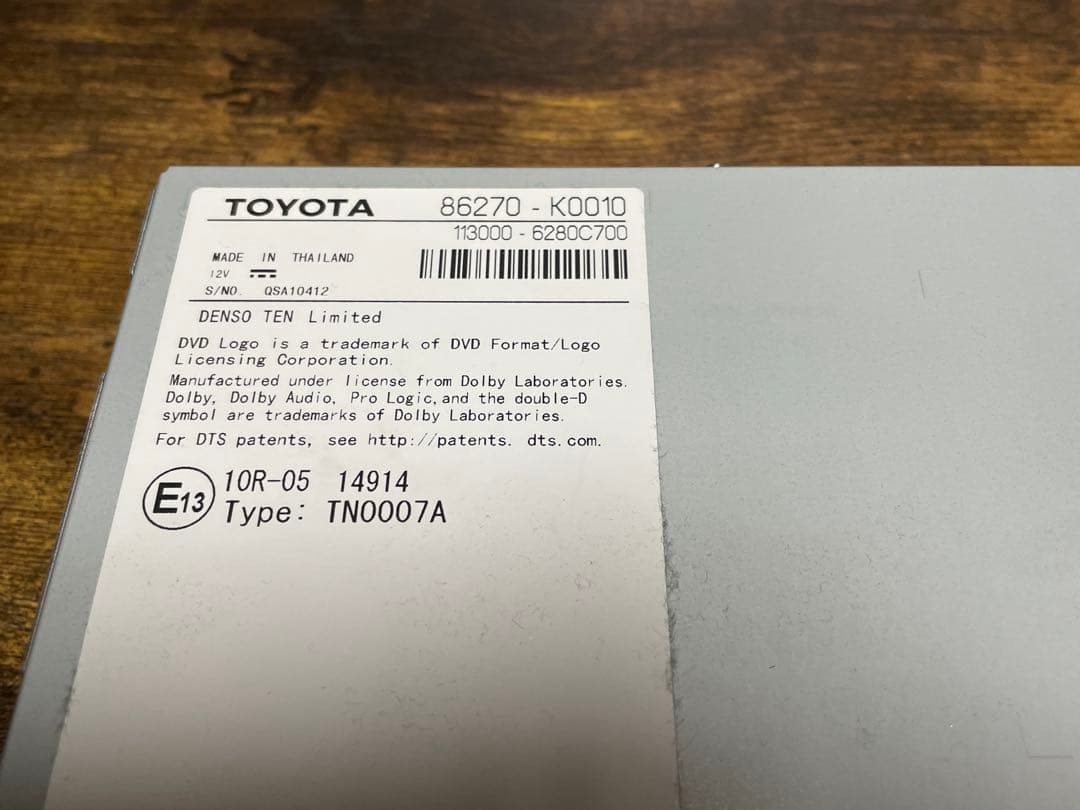 TOYOTA 86270 - K0010
113000 - 6280C700
MADE IN THAILAND
12V
S/NO. QSA10412
DENSO TEN Limited
DVD Logo is a trademark of DVD Format/Logo
Licensing Corporation.
Manufactured under license from Dolby Laboratories.
Dolby, Dolby Audio, Pro Logic,and the double-D
symbol are trademarks of Dolby Laboratories.
For DTS patents, see http://patents. dts.com.
E13 10R-05 14914
Type: TN0007A